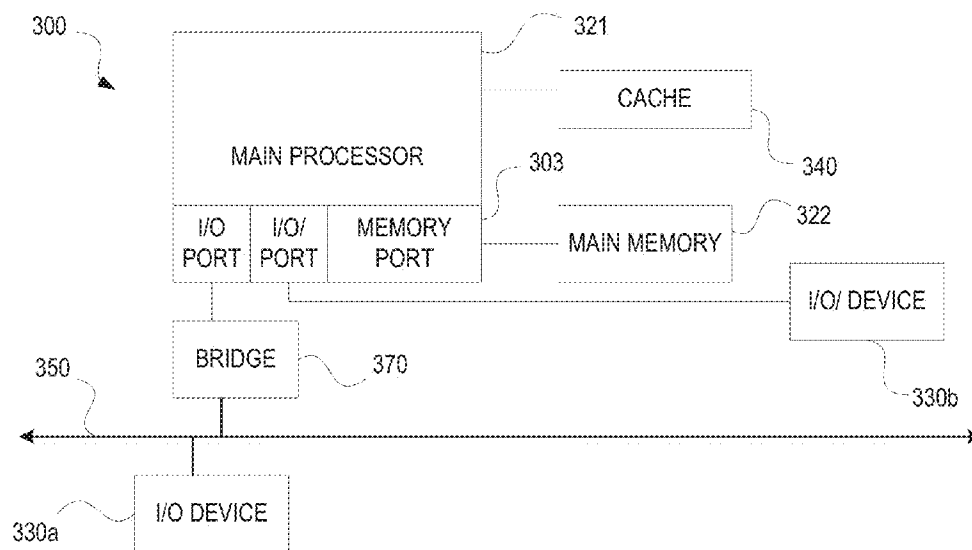 300
321
CACHE
MAIN PROCESSOR
303
340
322
I/O
PORT
I/O/
PORT
MEMORY
PORT
MAIN MEMORY
I/O/ DEVICE
BRIDGE
370
350
330b
330a
I/O DEVICE